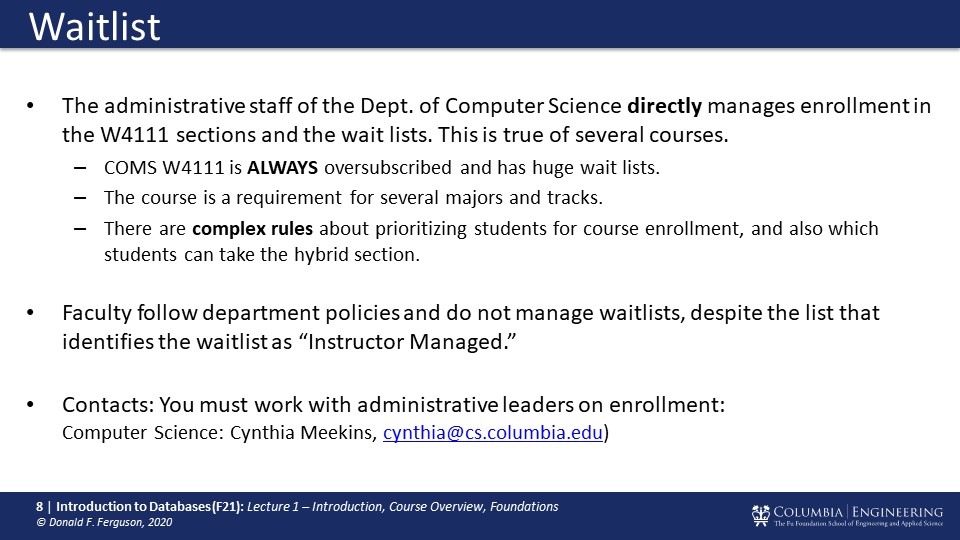 Waitlist
• The administrative staff of the Dept. of Computer Science directly manages enrollment in
the W4111 sections and the wait lists. This is true of several courses.
– COMS W4111 is ALWAYS oversubscribed and has huge wait lists.
– The course is a requirement for several majors and tracks.
– There are complex rules about prioritizing students for course enrollment, and also which
students can take the hybrid section.
• Faculty follow department policies and do not manage waitlists, despite the list that
identifies the waitlist as “Instructor Managed.”
• Contacts: You must work with administrative leaders on enrollment:
Computer Science: Cynthia Meekins, cynthia@cs.columbia.edu)
8 | Introduction to Databases (F21): Lecture 1 – Introduction, Course Overview, Foundations
© Donald F. Ferguson, 2020
COLUMBIA | ENGINEERING
The Fu Foundation School of Engineering and Applied Science